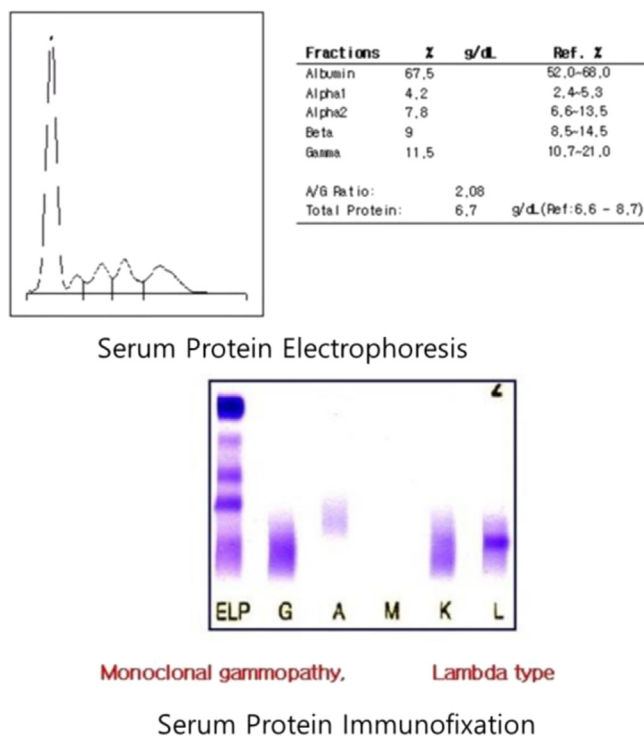 Fractions % g/dL Ref. %
Albumin 67.5 52.0~68.0
Alpha1 4.2 2.4~5.3
Alpha2 7.8 6.6~13.5
Beta 9 8.5~14.5
Gamma 11.5 10.7~21.0
A/G Ratio: 2.08
Total Protein: 6.7 g/dL(Ref:6.6 - 8.7)
Serum Protein Electrophoresis
2
ELP G A M K L
Monoclonal gammopathy, Lambda type
Serum Protein Immunofixation